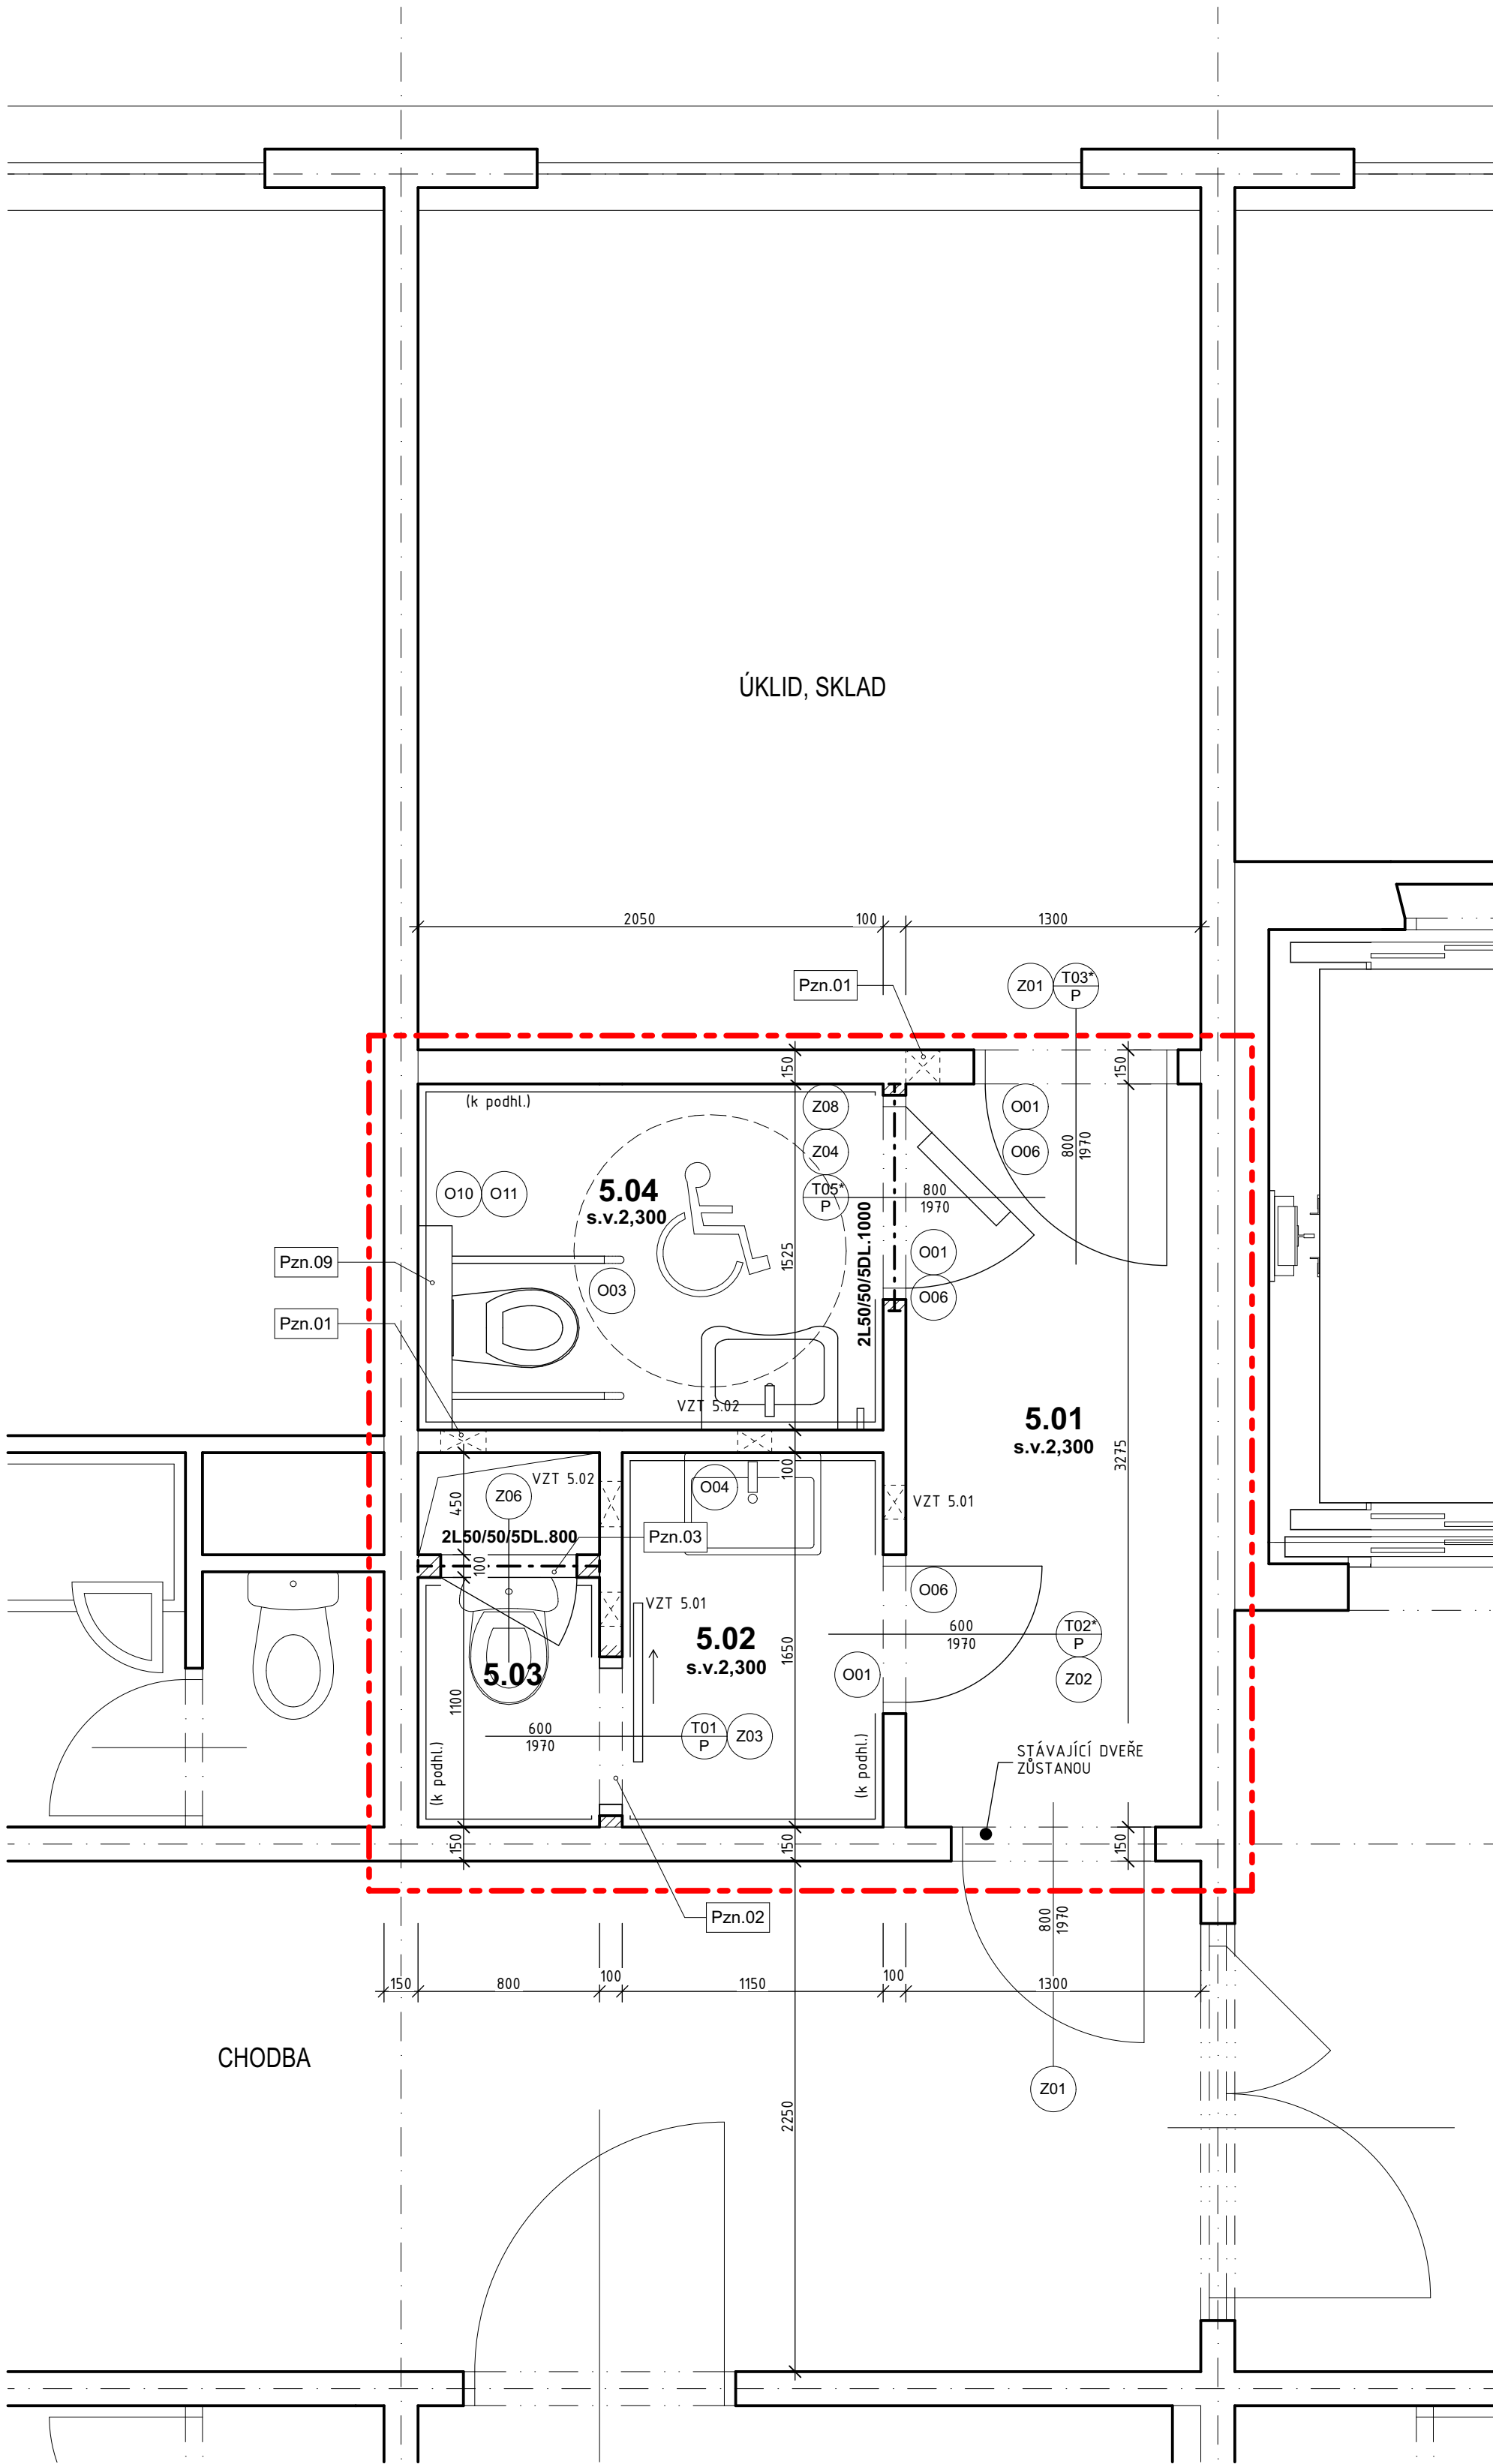 ÚKLID, SKLAD
2050
100
1300
Pzn.01
Z01
T03*
P
150
150
(k podhl.)
Z08
O01
Z04
O06
800
1970
O10
O11
5.04
s.v.2,300
T05*
P
800
1970
2L50/50/5DL.1000
1525
O01
Pzn.09
O03
O06
Pzn.01
VZT 5.02
5.01
s.v.2,300
3275
100
450
VZT 5.02
Z06
O04
VZT 5.01
2L50/50/5DL.800
Pzn.03
100
O06
VZT 5.01
5.02
s.v.2,300
600
1970
T02*
P
1650
5.03
O01
Z02
1100
600
1970
T01
P
Z03
(k podhl.)
(k podhl.)
STÁVAJÍCÍ DVEŘE
ZŮSTANOU
150
150
150
Pzn.02
800
1970
150
800
100
1150
100
1300
CHODBA
Z01
2250